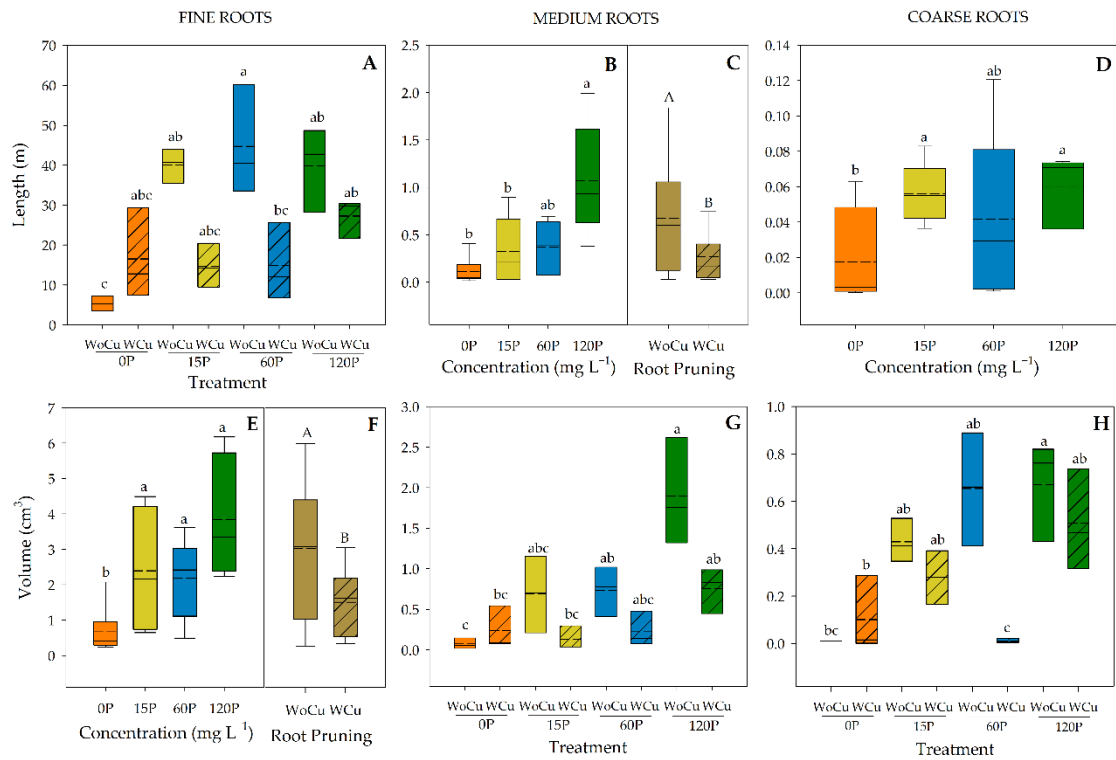 FINE ROOTS
MEDIUM ROOTS
COARSE ROOTS
Length (m)
70
60
50
40
30
20
10
0
A
c
abc
ab
abc
a
bc
ab
ab
WoCu WCu WoCu WCu WoCu WCu WoCu WCu
0P 15P 60P 120P
Treatment
2.5
2.0
1.5
1.0
0.5
0.0
B
b
b
ab
a
0P 15P 60P 120P
Concentration (mg L⁻¹)
C
A
B
WoCu WCu
Root Pruning
0.14
0.12
0.10
0.08
0.06
0.04
0.02
0.00
D
b
a
ab
a
0P 15P 60P 120P
Concentration (mg L⁻¹)
Volume (cm³)
7
6
5
4
3
2
1
0
E
b
a
a
a
0P 15P 60P 120P
Concentration (mg L⁻¹)
F
A
B
WoCu WCu
Root Pruning
3.0
2.5
2.0
1.5
1.0
0.5
0.0
G
c
bc
abc
bc
ab
abc
a
ab
WoCu WCu WoCu WCu WoCu WCu WoCu WCu
0P 15P 60P 120P
Treatment
1.0
0.8
0.6
0.4
0.2
0.0
H
bc
b
ab
ab
ab
c
a
ab
WoCu WCu WoCu WCu WoCu WCu WoCu WCu
0P 15P 60P 120P
Treatment